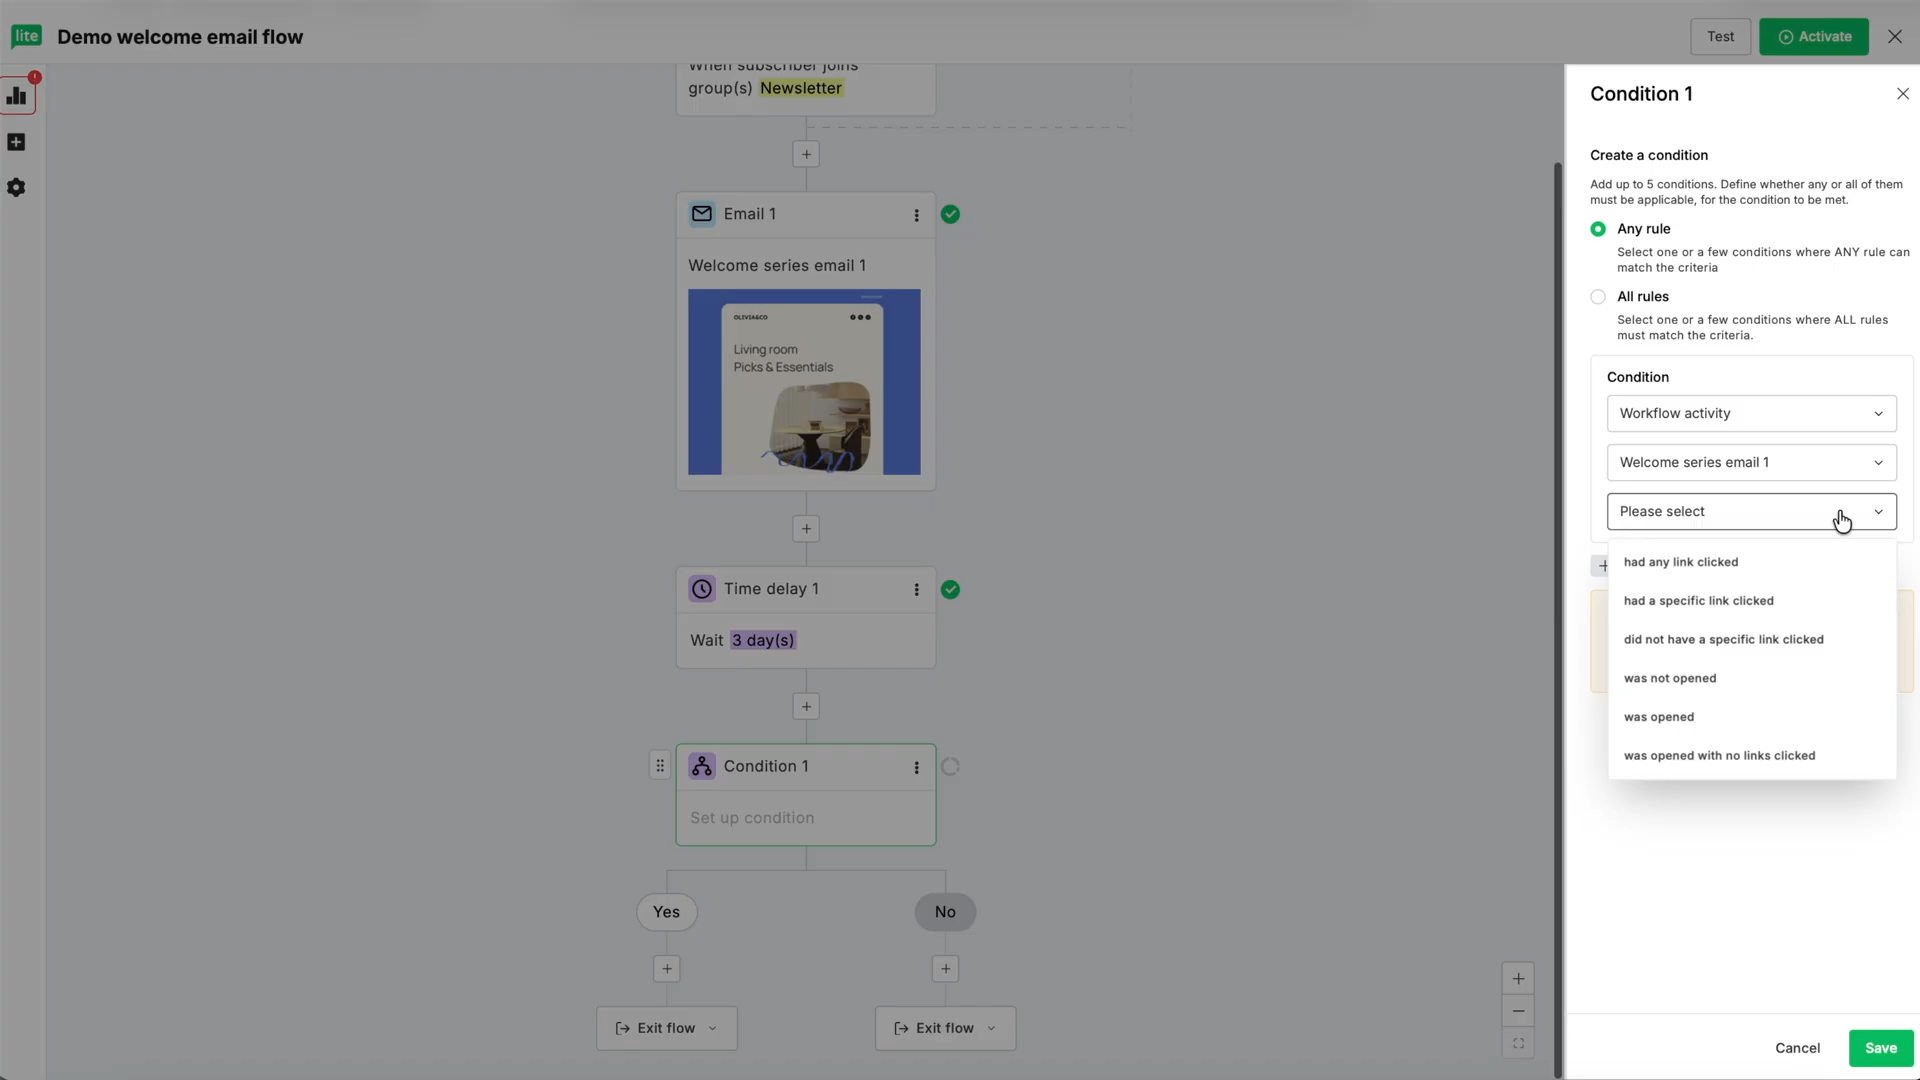 lite
Demo welcome email flow
Test
Activate
When subscriber joins
group(s) Newsletter
Email 1
Welcome series email 1
OLIVIA&CO
Living room
Picks & Essentials
Time delay 1
Wait 3 day(s)
Condition 1
Set up condition
Yes
No
Exit flow
Exit flow
Condition 1
Create a condition
Add up to 5 conditions. Define whether any or all of them
must be applicable, for the condition to be met.
Any rule
Select one or a few conditions where ANY rule can
match the criteria
All rules
Select one or a few conditions where ALL rules
must match the criteria.
Condition
Workflow activity
Welcome series email 1
Please select
had any link clicked
had a specific link clicked
did not have a specific link clicked
was not opened
was opened
was opened with no links clicked
Cancel
Save